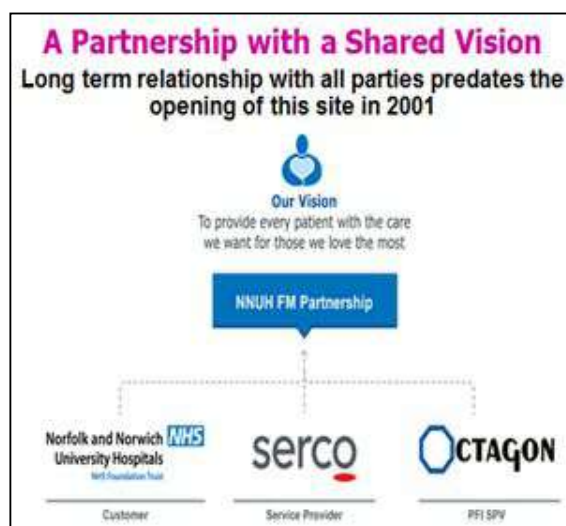 A Partnership with a Shared Vision
Long term relationship with all parties predates the
opening of this site in 2001
Our Vision
To provide every patient with the care
we want for those we love the most
NNUH FM Partnership
Norfolk and Norwich NHS
University Hospitals
NHS Foundation Trust
serco
OCTAGON
Customer
Service Provider
PFI SPV